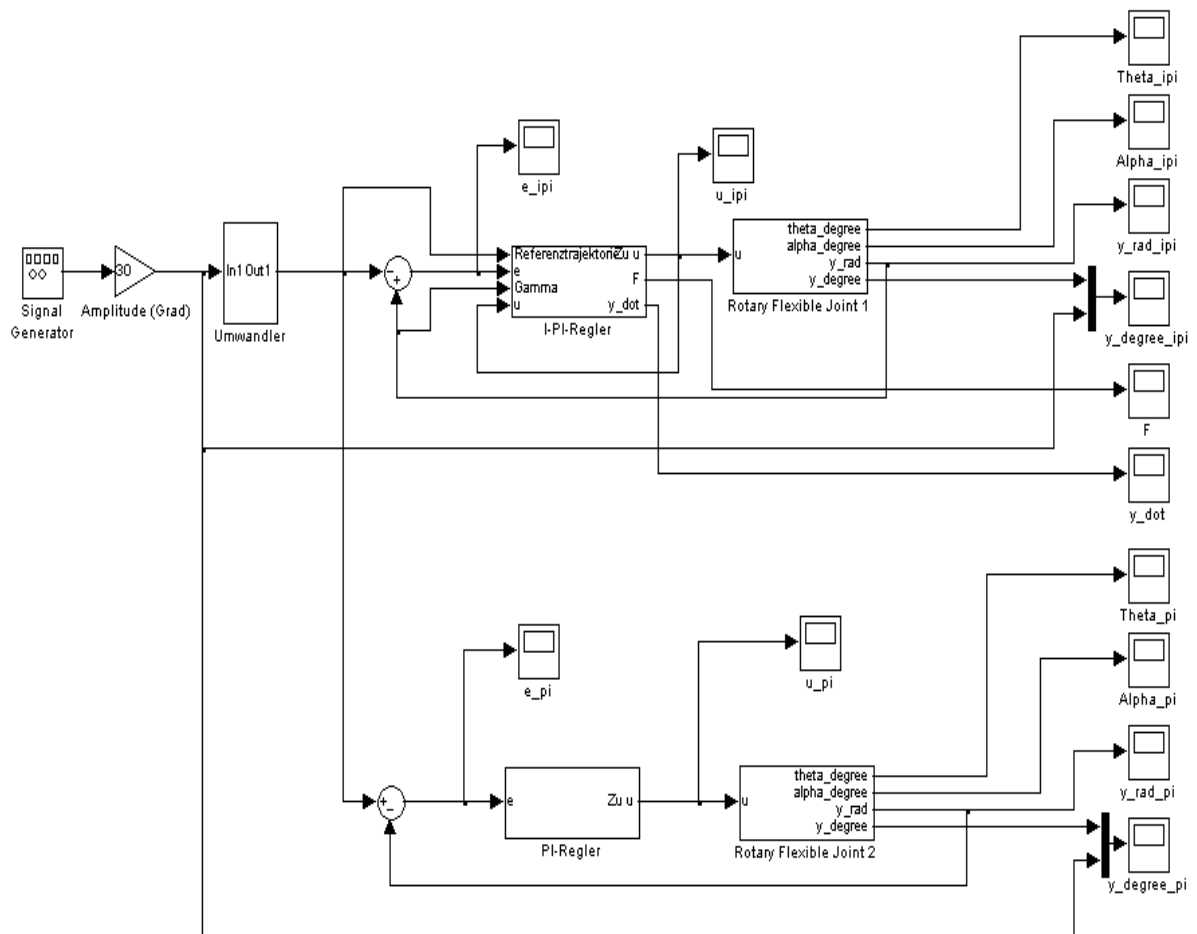 Theta_ipi
Alpha_ipi
e_ipi
u_ipi
y_rad_ipi
theta_degree
alpha_degree
y_rad
y_degree
u
Rotary Flexible Joint 1
Referenztrajektorie
Zu u
e
F
Gamma
u
y_dot
I-PI-Regler
30
In1 Out1
Signal
Generator
Amplitude (Grad)
Umwandler
y_degree_ipi
F
y_dot
Theta_pi
e_pi
u_pi
Alpha_pi
theta_degree
alpha_degree
y_rad
y_degree
u
Rotary Flexible Joint 2
y_rad_pi
e
Zu u
PI-Regler
y_degree_pi